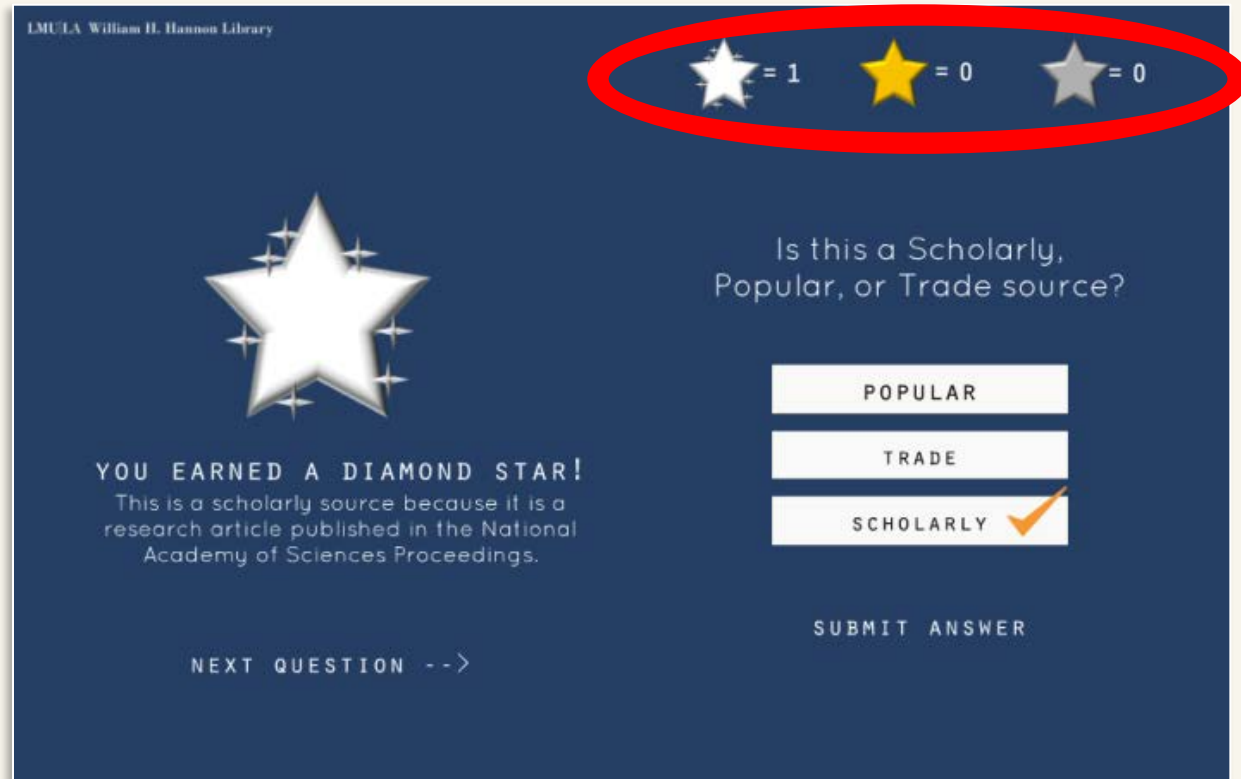 LMU|LA William H. Hannon Library
= 1
= 0
= 0
YOU EARNED A DIAMOND STAR!
This is a scholarly source because it is a
research article published in the National
Academy of Sciences Proceedings.
NEXT QUESTION -->
Is this a Scholarly,
Popular, or Trade source?
POPULAR
TRADE
SCHOLARLY
SUBMIT ANSWER